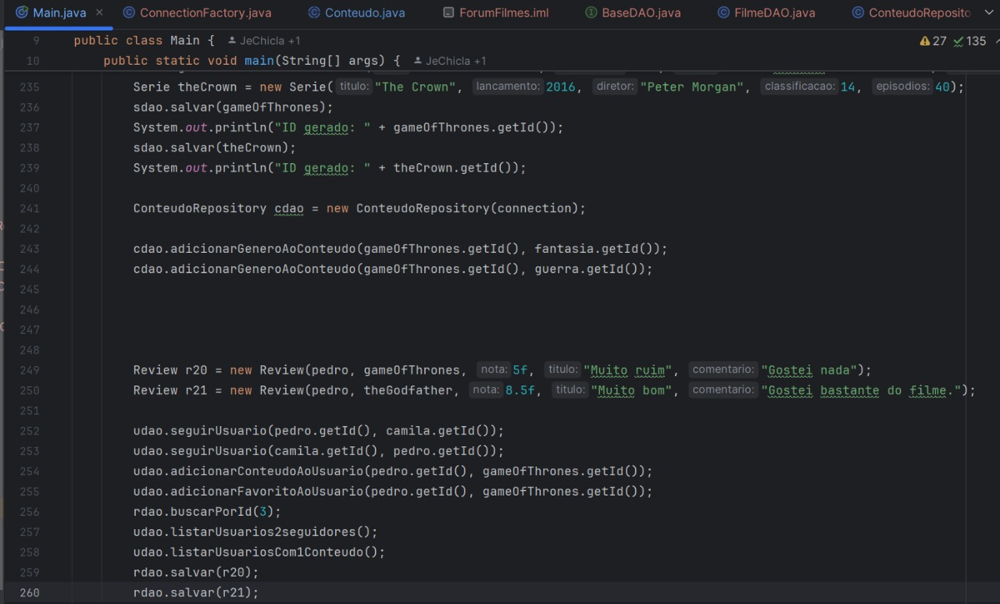 Main.java × ConnectionFactory.java Conteudo.java ForumFilmes.iml BaseDAO.java FilmeDAO.java ConteudoReposito
9 public class Main { JeChicla +1 27 135
10 public static void main(String[] args) { JeChicla +1
235 Serie theCrown = new Serie( titulo: "The Crown", lancamento: 2016, diretor: "Peter Morgan", classificacao: 14, episodios: 40);
236 sdao.salvar(gameOfThrones);
237 System.out.println("ID gerado: " + gameOfThrones.getId());
238 sdao.salvar(theCrown);
239 System.out.println("ID gerado: " + theCrown.getId());
240
241 ConteudoRepository cdao = new ConteudoRepository(connection);
242
243 cdao.adicionarGeneroAoConteudo(gameOfThrones.getId(), fantasia.getId());
244 cdao.adicionarGeneroAoConteudo(gameOfThrones.getId(), guerra.getId());
245
246
247
248
249 Review r20 = new Review(pedro, gameOfThrones, nota: 5f, titulo: "Muito ruim", comentario: "Gostei nada");
250 Review r21 = new Review(pedro, theGodfather, nota: 8.5f, titulo: "Muito bom", comentario: "Gostei bastante do filme.");
251
252 udao.seguirUsuario(pedro.getId(), camila.getId());
253 udao.seguirUsuario(camila.getId(), pedro.getId());
254 udao.adicionarConteudoAoUsuario(pedro.getId(), gameOfThrones.getId());
255 udao.adicionarFavoritoAoUsuario(pedro.getId(), gameOfThrones.getId());
256 rdao.buscarPorId(3);
257 udao.listarUsuarios2seguidores();
258 udao.listarUsuariosCom1Conteudo();
259 rdao.salvar(r20);
260 rdao.salvar(r21);